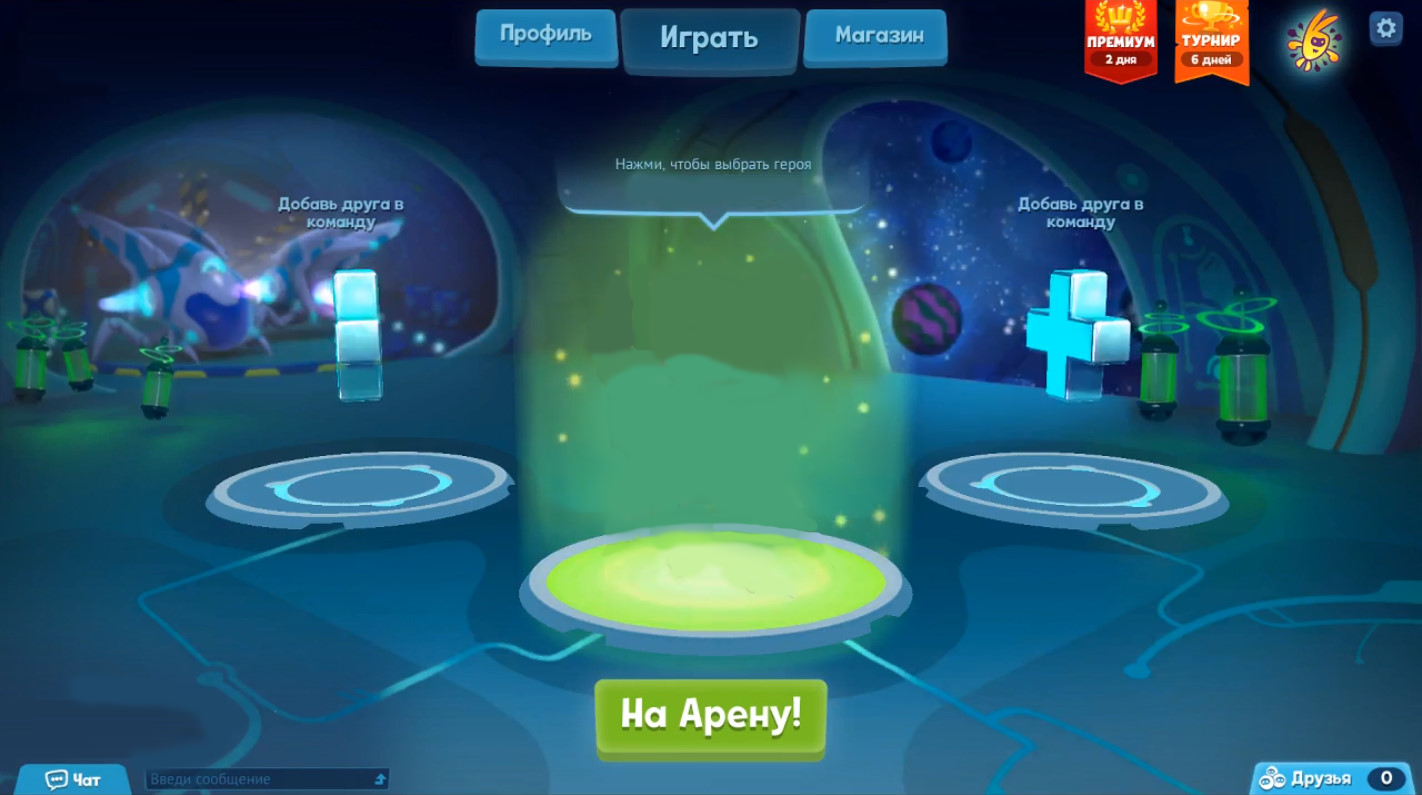 Профиль
Играть
Магазин
ПРЕМИУМ
2 дня
ТУРНИР
6 дней
Нажми, чтобы выбрать героя
Добавь друга в
команду
Добавь друга в
команду
На Арену!
Чат
Введи сообщение
Друзья
0